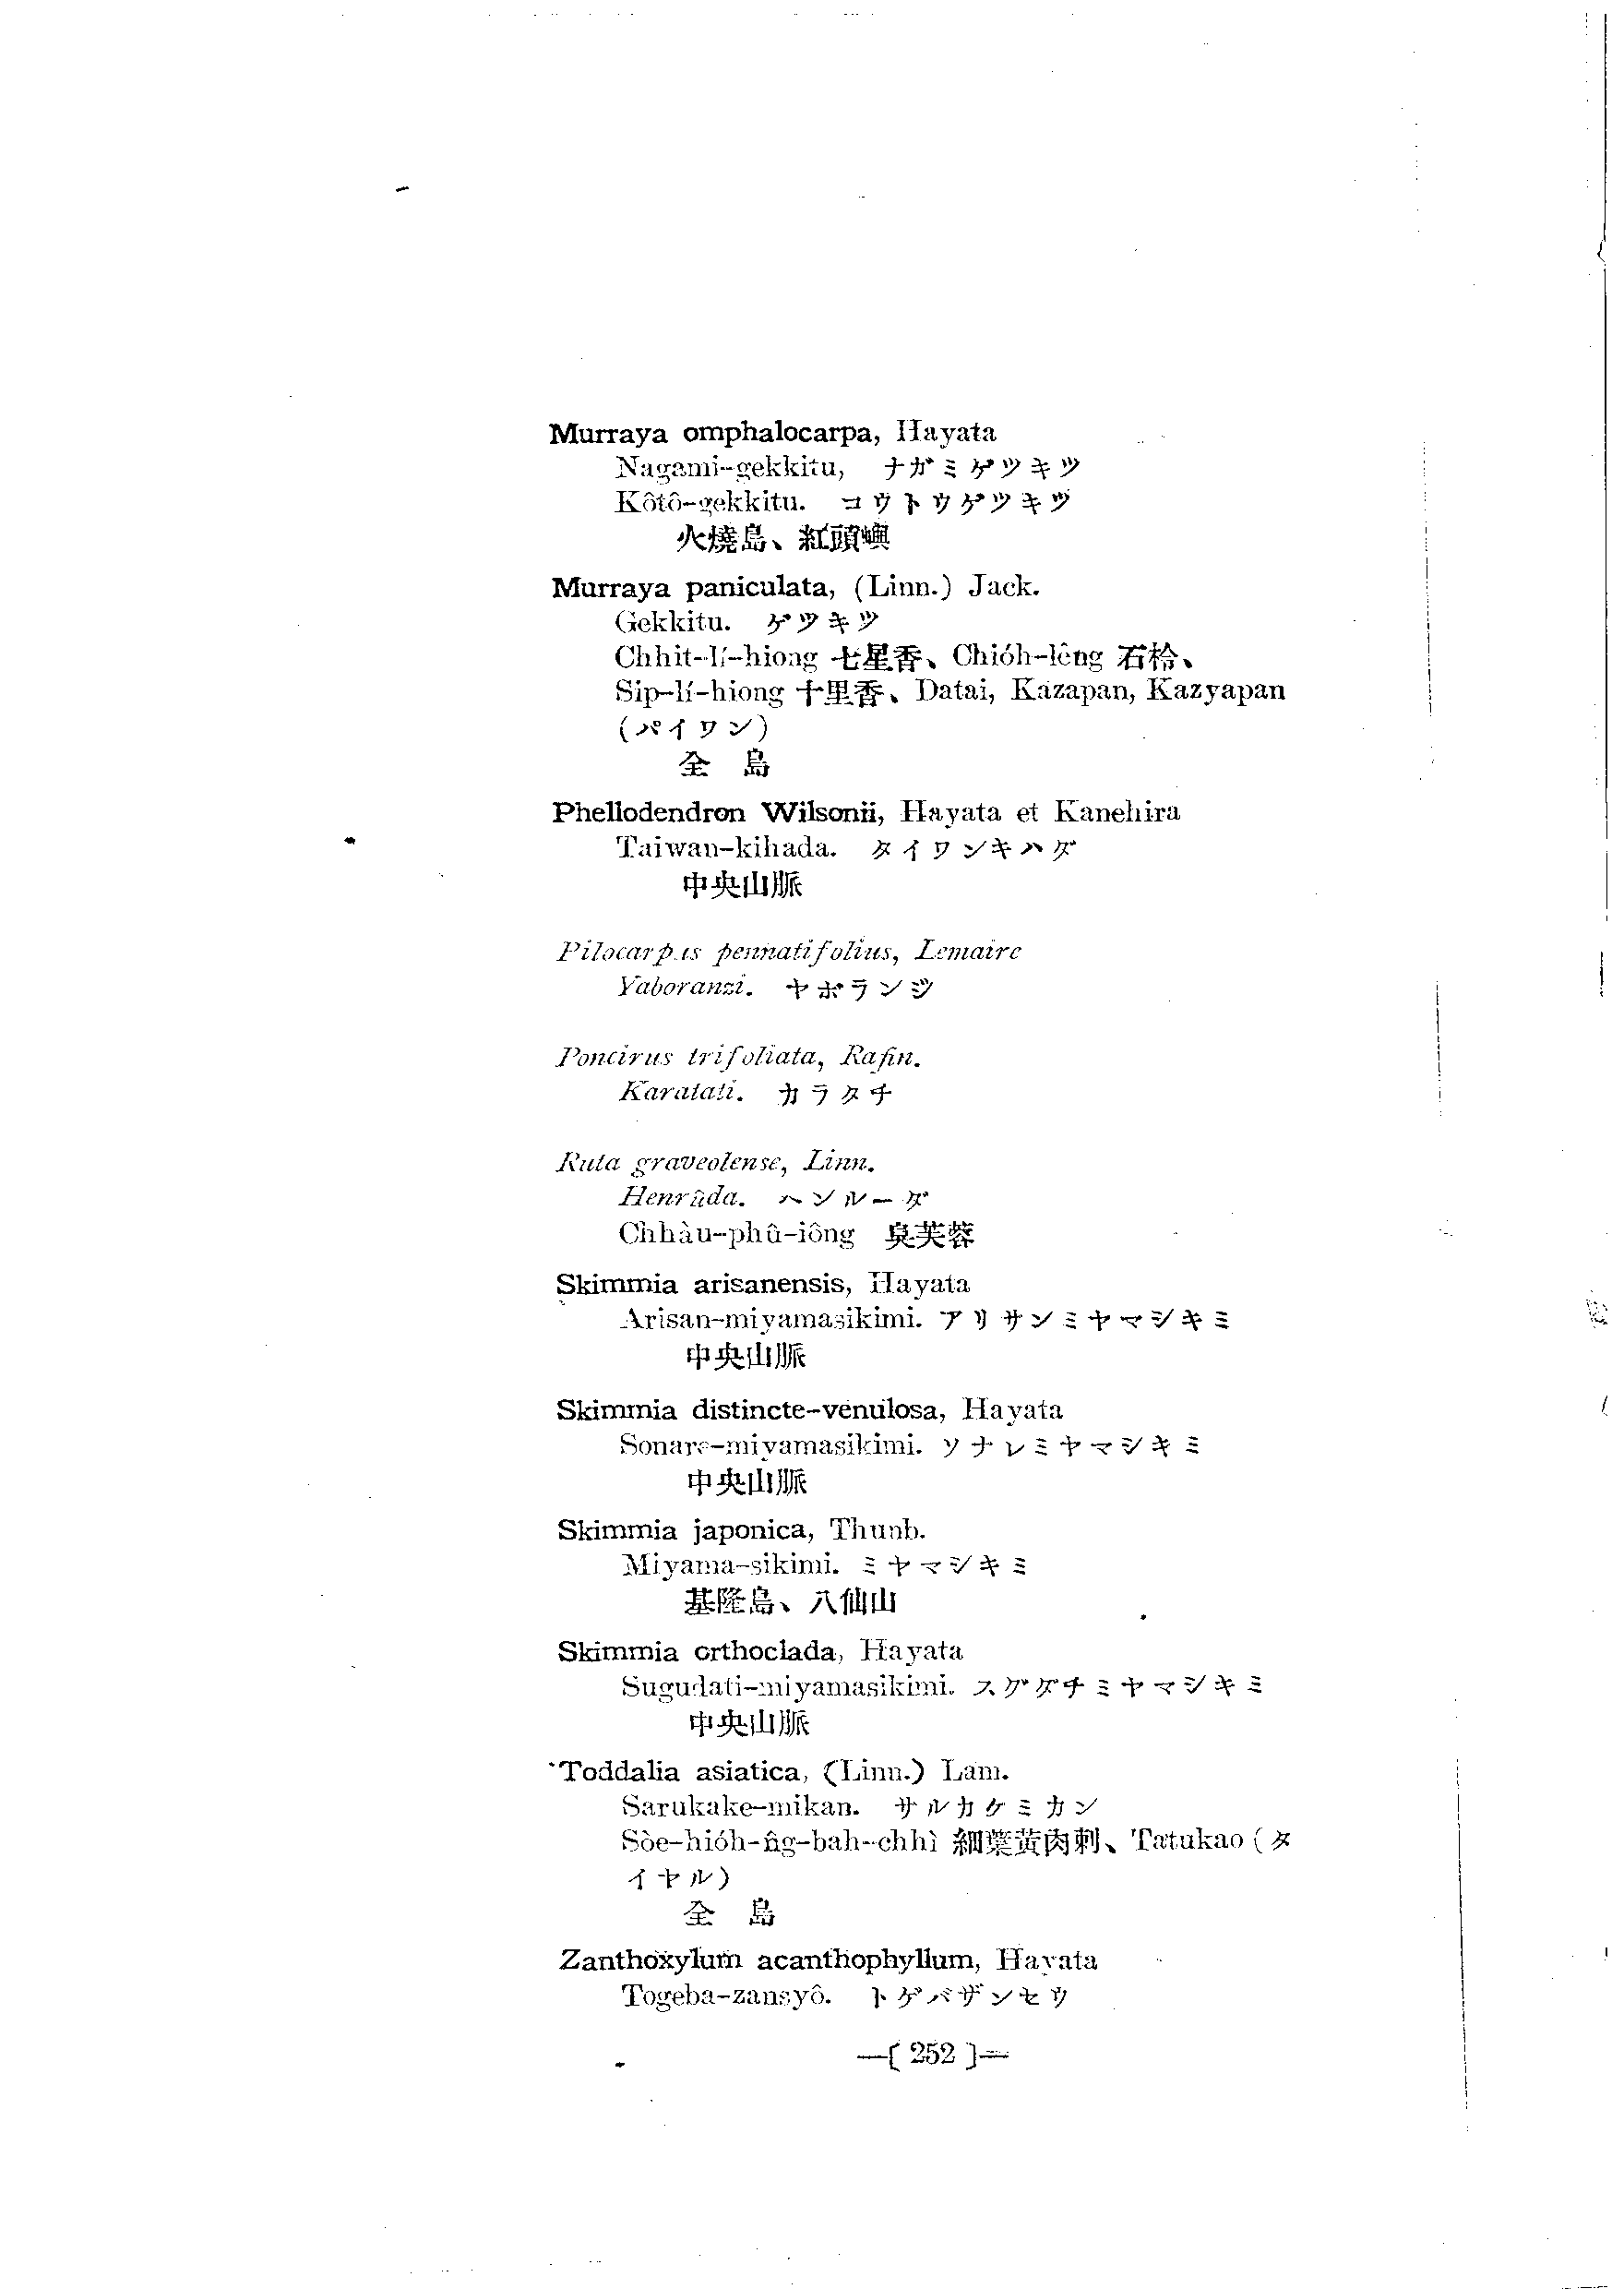 Murraya omphalocarpa, Hayata
Nagami-gekkitu, ナガミゲツキツ
Kôtô-gekkitu. コウトウゲツキツ
火燒島、紅頭嶼
Murraya paniculata, (Linn.) Jack.
Gekkitu. ゲツキツ
Chhit-lí-hiong 七星香、Chióh-lêng 石柃、
Sip-lí-hiong 十里香、Datai, Kazapan, Kazyapan
(パイワン)
全島
Phellodendron Wilsonii, Hayata et Kanehira
Taiwan-kihada. タイワンキハダ
中央山脈
Pilocarpus pennatifolius, Lemaire
Yaboranzi. ヤボランジ
Poncirus trifoliata, Rafin.
Karatati. カラタチ
Ruta graveolense, Linn.
Henrûda. ヘンルーダ
Chhàu-phû-iông 臭芙蓉
Skimmia arisanensis, Hayata
Arisan-miyamasikimi. アリサンミヤマシキミ
中央山脈
Skimmia distincte-venulosa, Hayata
Sonare-miyamasikimi. ソナレミヤマシキミ
中央山脈
Skimmia japonica, Thunb.
Miyama-sikimi. ミヤマシキミ
基隆島、八仙山
Skimmia orthoclada, Hayata
Sugudati-miyamasikimi. スグダチミヤマシキミ
中央山脈
Toddalia asiatica, (Linn.) Lam.
Sarukake-mikan. サルカケミカン
Sòe-hióh-n̂g-bah-chhì 細葉黄肉刺、Tatukao (タ
イヤル)
全島
Zanthoxylum acanthophyllum, Hayata
Togeba-zansyô. トゲバザンセウ
—[ 252 ]—